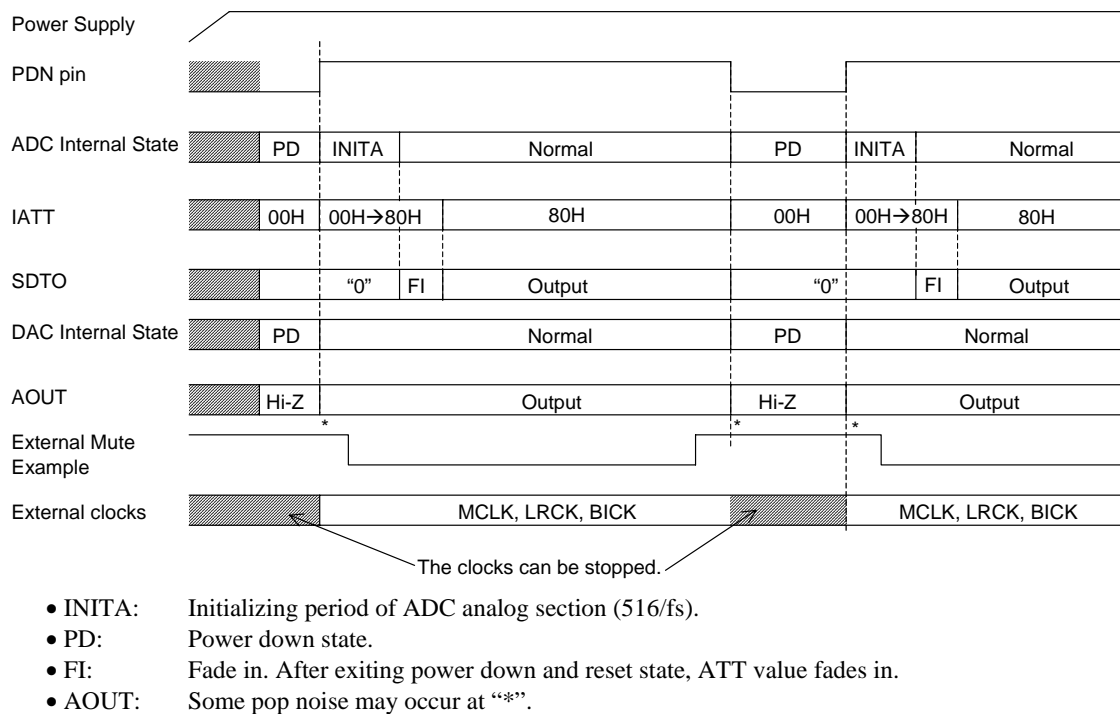 Power Supply
PDN pin
ADC Internal State PD INITA Normal PD INITA Normal
IATT 00H 00H→80H 80H 00H 00H→80H 80H
SDTO “0” FI Output “0” FI Output
DAC Internal State PD Normal PD Normal
AOUT Hi-Z Output Hi-Z Output
* * *
External Mute
Example
External clocks MCLK, LRCK, BICK MCLK, LRCK, BICK
The clocks can be stopped.
• INITA: Initializing period of ADC analog section (516/fs).
• PD: Power down state.
• FI: Fade in. After exiting power down and reset state, ATT value fades in.
• AOUT: Some pop noise may occur at “*”.